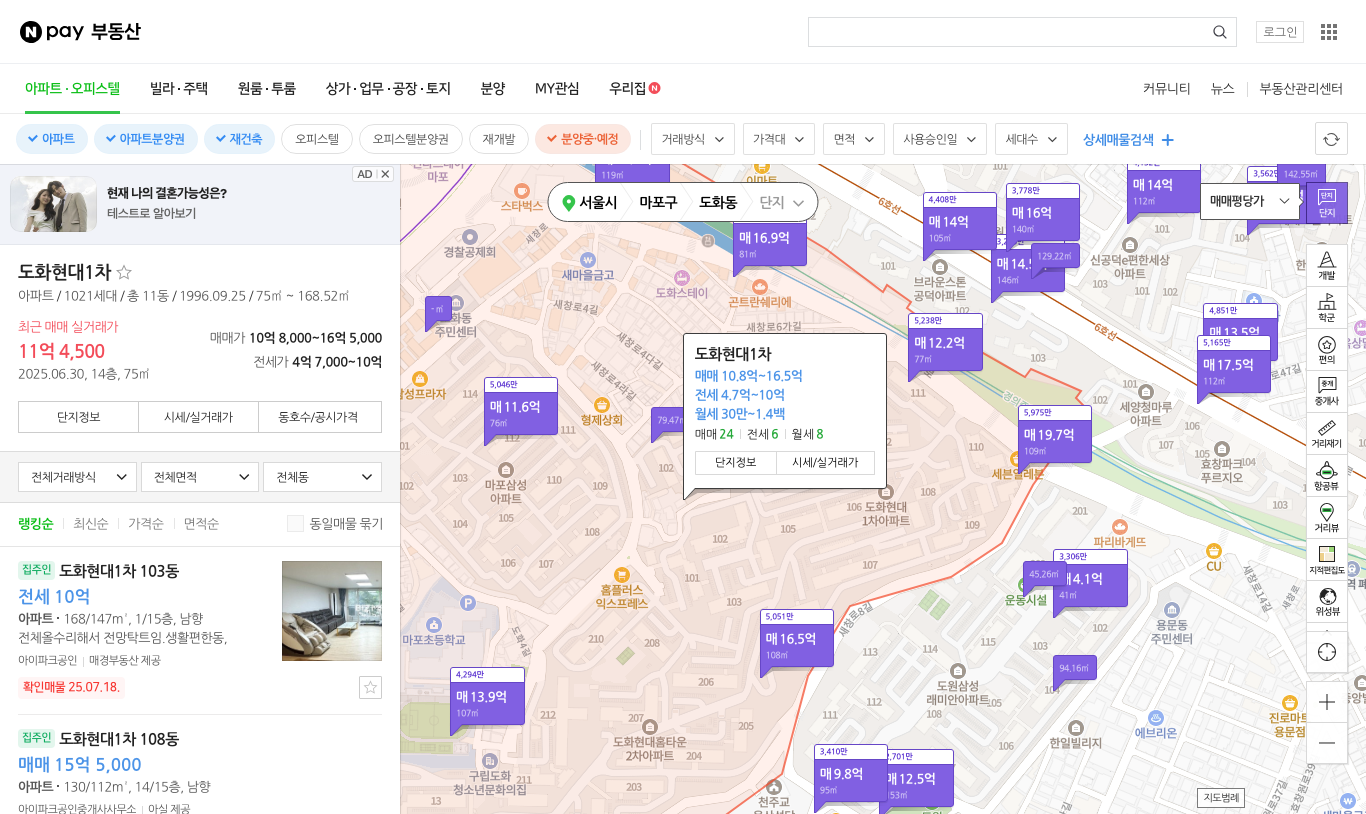 N pay 부동산
로그인
아파트·오피스텔
빌라·주택
원룸·투룸
상가·업무·공장·토지
분양
MY관심
우리집 N
커뮤니티
뉴스
부동산관리센터
아파트
아파트분양권
재건축
오피스텔
오피스텔분양권
재개발
분양중·예정
거래방식
가격대
면적
사용승인일
세대수
상세매물검색
현재 나의 결혼가능성은?
테스트로 알아보기
AD
도화현대1차
아파트 / 1021세대 / 총 11동 / 1996.09.25 / 75㎡ ~ 168.52㎡
최근 매매 실거래가
11억 4,500
2025.06.30, 14층, 75㎡
매매가 10억 8,000~16억 5,000
전세가 4억 7,000~10억
단지정보
시세/실거래가
동호수/공시가격
전체거래방식
전체면적
전체동
랭킹순
최신순
가격순
면적순
동일매물 묶기
집주인 도화현대1차 103동
전세 10억
아파트 · 168/147㎡, 1/15층, 남향
전체올수리해서 전망탁트임.생활편한동,
아이파크공인
매경부동산 제공
확인매물 25.07.18.
집주인 도화현대1차 108동
매매 15억 5,000
아파트 · 130/112㎡, 14/15층, 남향
아이파크공인중개사사무소
아실 제공
서울시
마포구
도화동
단지
매매평당가
단지
단지
개발
학군
편의
중개
중개사
거리재기
항공뷰
거리뷰
지적편집도
위성뷰
지도범례
도화현대1차
매매 10.8억~16.5억
전세 4.7억~10억
월세 30만~1.4백
매매 24
전세 6
월세 8
단지정보
시세/실거래가
마포
119㎡
스타벅스
이마트
6호선
경찰공제회
새창로
매 16.9억
81㎡
4,408만
매 14억
105㎡
3,778만
매 16억
140㎡
146㎡
129.22㎡
매 14억
112㎡
142.55㎡
새마을금고
도화스테이
곤트란쉐리에
새창로4길
새창로6가길
새창로4다길
새창로4라길
브라운스톤
공덕아파트
신공덕e편한세상
아파트
주민센터
5,238만
매 12.2억
77㎡
6호선
4,851만
매 13.5억
5,165만
매 17.5억
112㎡
5,046만
매 11.6억
76㎡
형제상회
79.47㎡
마포삼성
아파트
5,975만
매 19.7억
109㎡
세븐일레븐
세양청마루
아파트
효창파크
푸르지오
도화현대
1차아파트
파리바게뜨
CU
홈플러스
익스프레스
마포초등학교
도화4길
3,306만
매4.1억
41㎡
45.26㎡
운동시설
용문동
주민센터
새창로14길
새창로8길
5,051만
매 16.5억
108㎡
94.16㎡
도원삼성
래미안아파트
4,294만
매 13.9억
107㎡
도화현대홈타운
2차아파트
구립도화
청소년문화의집
한일빌리지
에브리온
진로마트
용문점
3,410만
매 9.8억
95㎡
매 12.5억
천주교
새창로47길